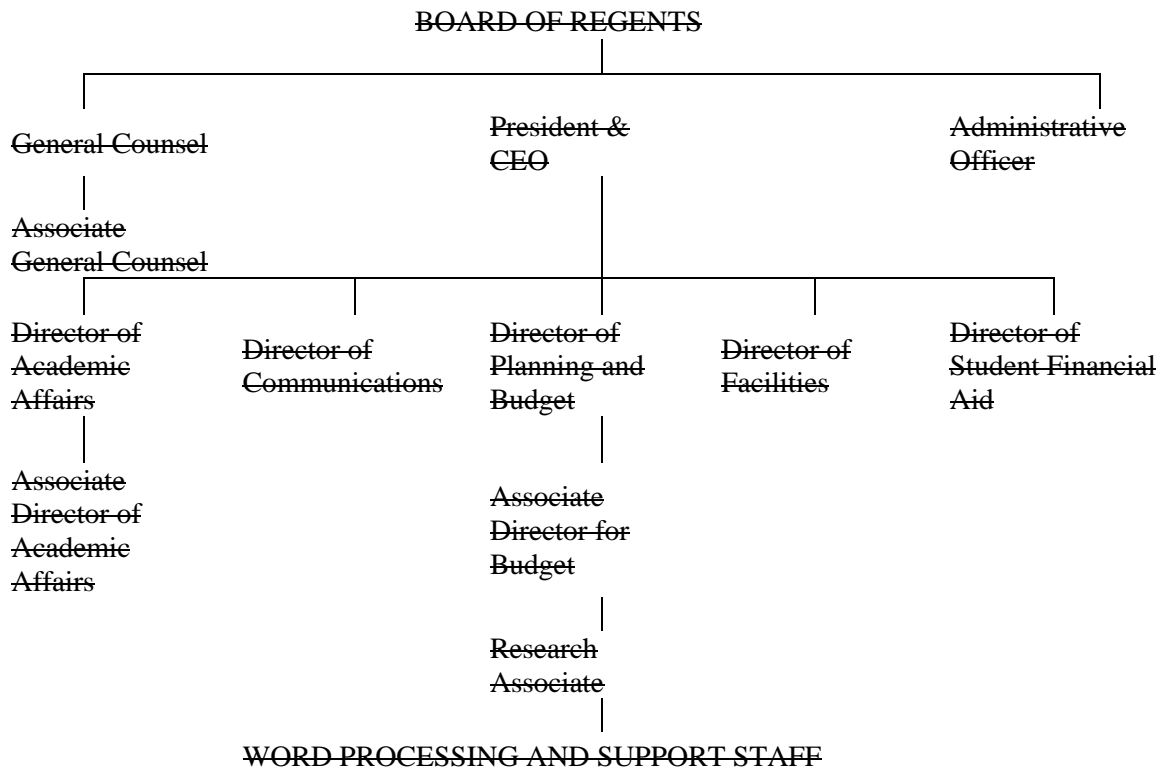 BOARD OF REGENTS
General Counsel
President &
CEO
Administrative
Officer
Associate
General Counsel
Director of
Academic
Affairs
Director of
Communications
Director of
Planning and
Budget
Director of
Facilities
Director of
Student Financial
Aid
Associate
Director of
Academic
Affairs
Associate
Director for
Budget
Research
Associate
WORD PROCESSING AND SUPPORT STAFF